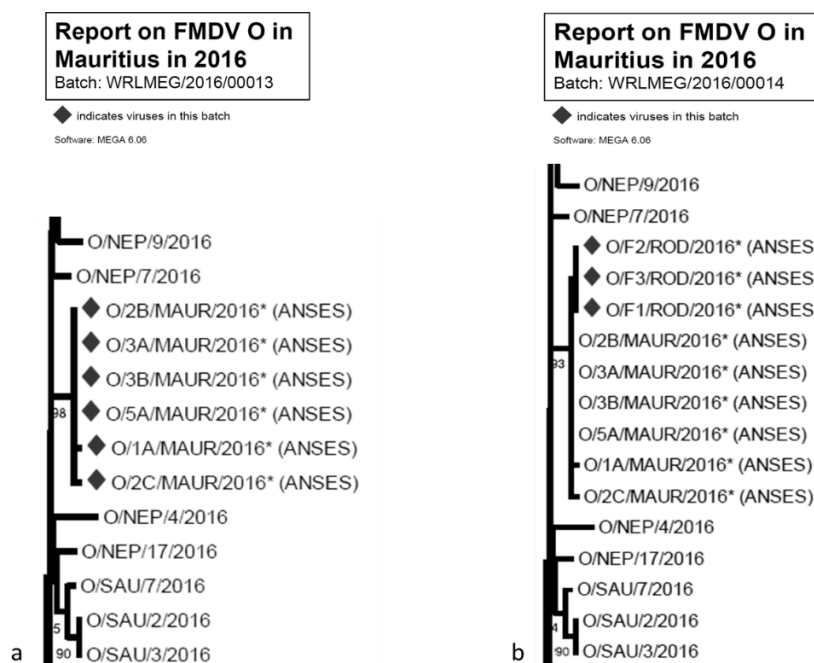 Report on FMDV O in
Mauritius in 2016
Batch: WRLMEG/2016/00013
indicates viruses in this batch
Software: MEGA 6.06
O/NEP/9/2016
O/NEP/7/2016
O/2B/MAUR/2016* (ANSES)
O/3A/MAUR/2016* (ANSES)
O/3B/MAUR/2016* (ANSES)
O/5A/MAUR/2016* (ANSES)
98
O/1A/MAUR/2016* (ANSES)
O/2C/MAUR/2016* (ANSES)
O/NEP/4/2016
O/NEP/17/2016
O/SAU/7/2016
O/SAU/2/2016
5
90
O/SAU/3/2016
a
Report on FMDV O in
Mauritius in 2016
Batch: WRLMEG/2016/00014
indicates viruses in this batch
Software: MEGA 6.06
O/NEP/9/2016
O/NEP/7/2016
O/F2/ROD/2016* (ANSES
O/F3/ROD/2016* (ANSES
O/F1/ROD/2016* (ANSES
O/2B/MAUR/2016* (ANSES)
93
O/3A/MAUR/2016* (ANSES)
O/3B/MAUR/2016* (ANSES)
O/5A/MAUR/2016* (ANSES)
O/1A/MAUR/2016* (ANSES)
O/2C/MAUR/2016* (ANSES)
O/NEP/4/2016
O/NEP/17/2016
O/SAU/7/2016
O/SAU/2/2016
4
90
O/SAU/3/2016
b